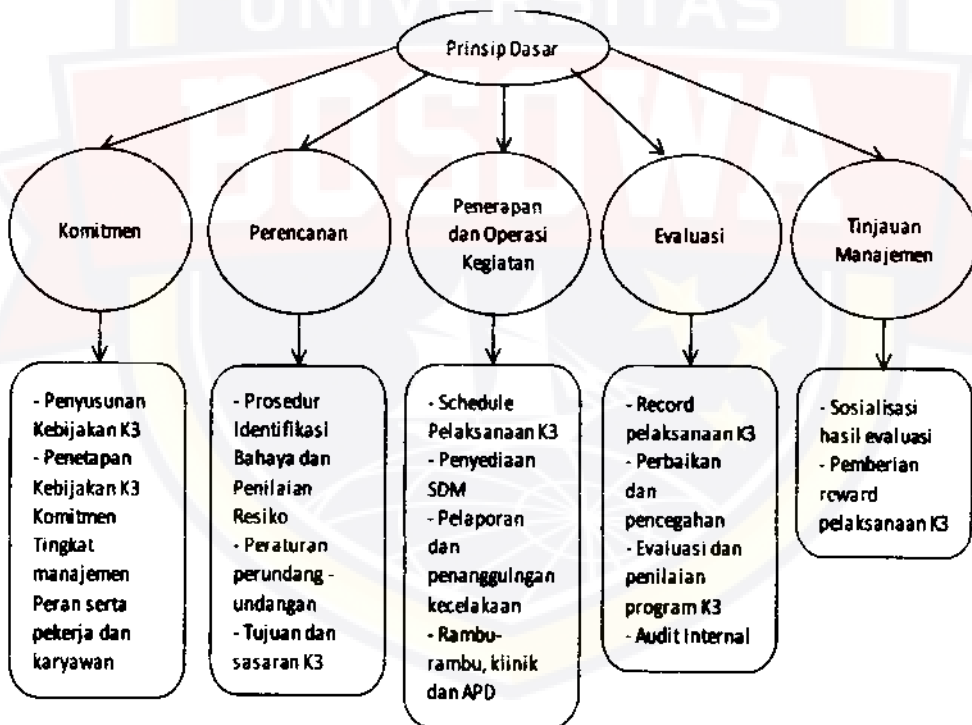 UNIVERSITAS
BOSOWA
Prinsip Dasar
Komitmen
Perencanan
Penerapan
dan Operasi
Kegiatan
Evaluasi
Tinjauan
Manajemen
- Penyusunan
Kebijakan K3
- Penetapan
Kebijakan K3
Komitmen
Tingkat
manajemen
Peran serta
pekerja dan
karyawan
- Prosedur
Identifikasi
Bahaya dan
Penilaian
Resiko
- Peraturan
perundang -
undangan
- Tujuan dan
sasaran K3
- Schedule
Pelaksanaan K3
- Penyediaan
SDM
- Pelaporan
dan
penanggulngan
kecelakaan
- Rambu-
rambu, klinik
dan APD
- Record
pelaksanaan K3
- Perbaikan
dan
pencegahan
- Evaluasi dan
penilaian
program K3
- Audit Internal
- Sosialisasi
hasil evaluasi
- Pemberian
reward
pelaksanaan K3